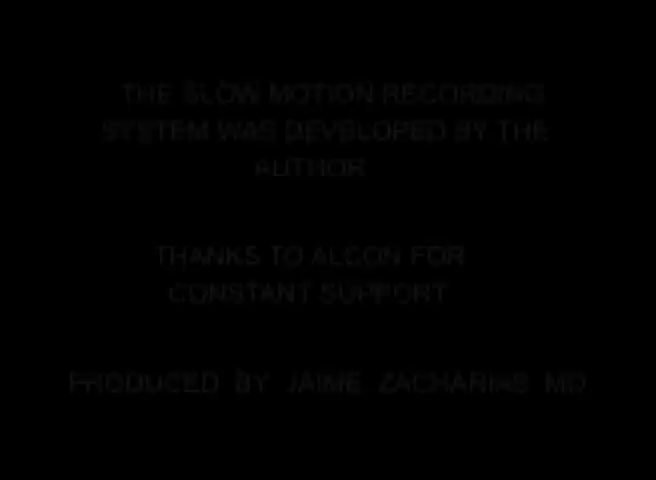 THE SLOW MOTION RECORDING
SYSTEM WAS DEVELOPED BY THE
AUTHOR
THANKS TO ALCON FOR
CONSTANT SUPPORT
PRODUCED BY JAIME ZACHARIAS MD